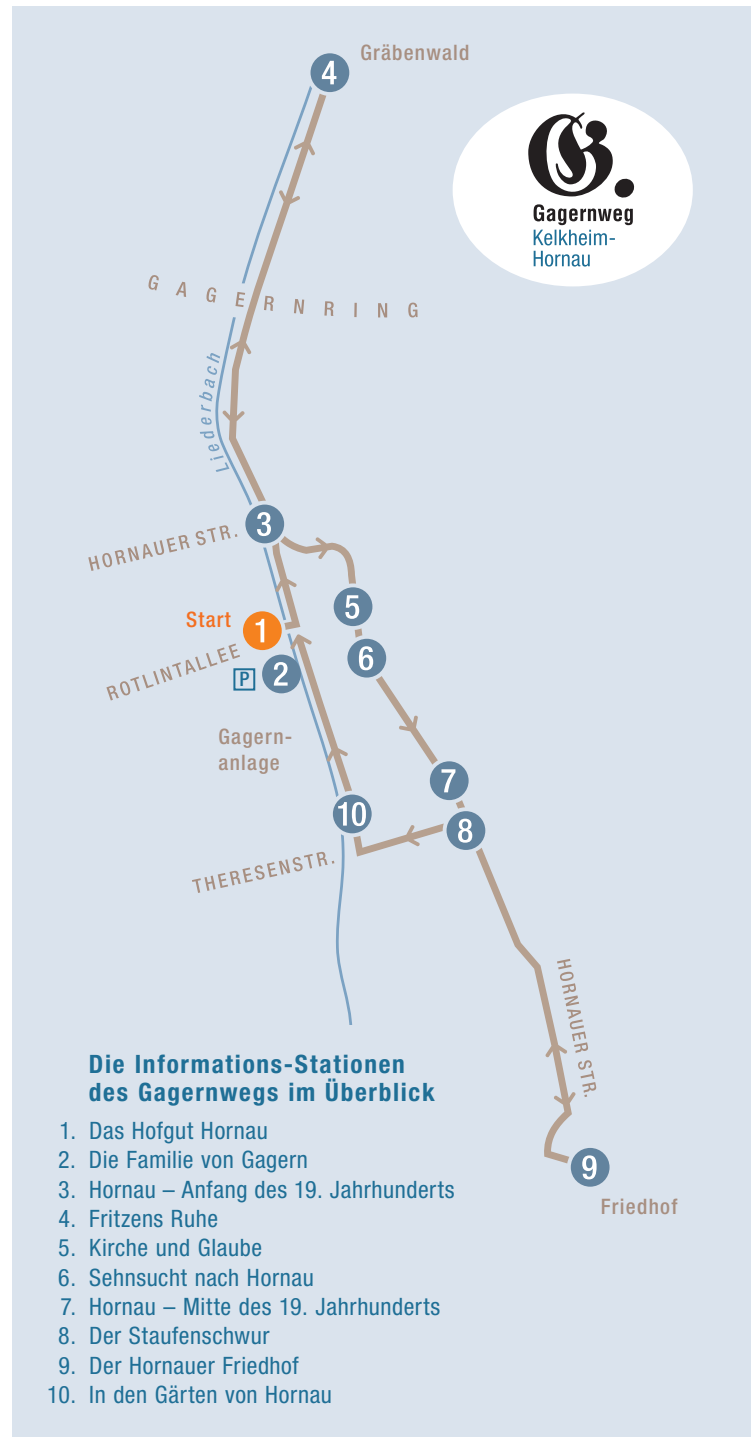 4
Gräbenwald
G.
Gagernweg
Kelkheim-
Hornau
GAGERNRING
Liederbach
3
HORNAUER STR.
5
Start
1
6
ROTLINTALLEE
P
2
Gagern-
anlage
7
10
8
THERESENSTR.
HORNAUER STR.
9
Friedhof
Die Informations-Stationen
des Gagernwegs im Überblick
1. Das Hofgut Hornau
2. Die Familie von Gagern
3. Hornau – Anfang des 19. Jahrhunderts
4. Fritzens Ruhe
5. Kirche und Glaube
6. Sehnsucht nach Hornau
7. Hornau – Mitte des 19. Jahrhunderts
8. Der Staufenschwur
9. Der Hornauer Friedhof
10. In den Gärten von Hornau